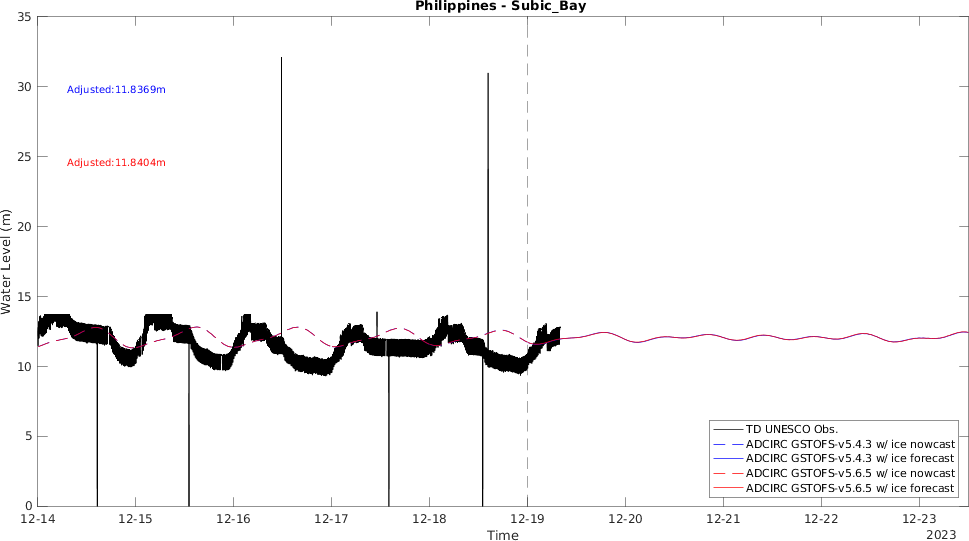 Philippines - Subic_Bay
35
30
25
20
15
10
5
0
Water Level (m)
Adjusted:11.8369m
Adjusted:11.8404m
TD UNESCO Obs.
ADCIRC GSTOFS-v5.4.3 w/ ice nowcast
ADCIRC GSTOFS-v5.4.3 w/ ice forecast
ADCIRC GSTOFS-v5.6.5 w/ ice nowcast
ADCIRC GSTOFS-v5.6.5 w/ ice forecast
12-14 12-15 12-16 12-17 12-18 12-19 12-20 12-21 12-22 12-23
Time
2023